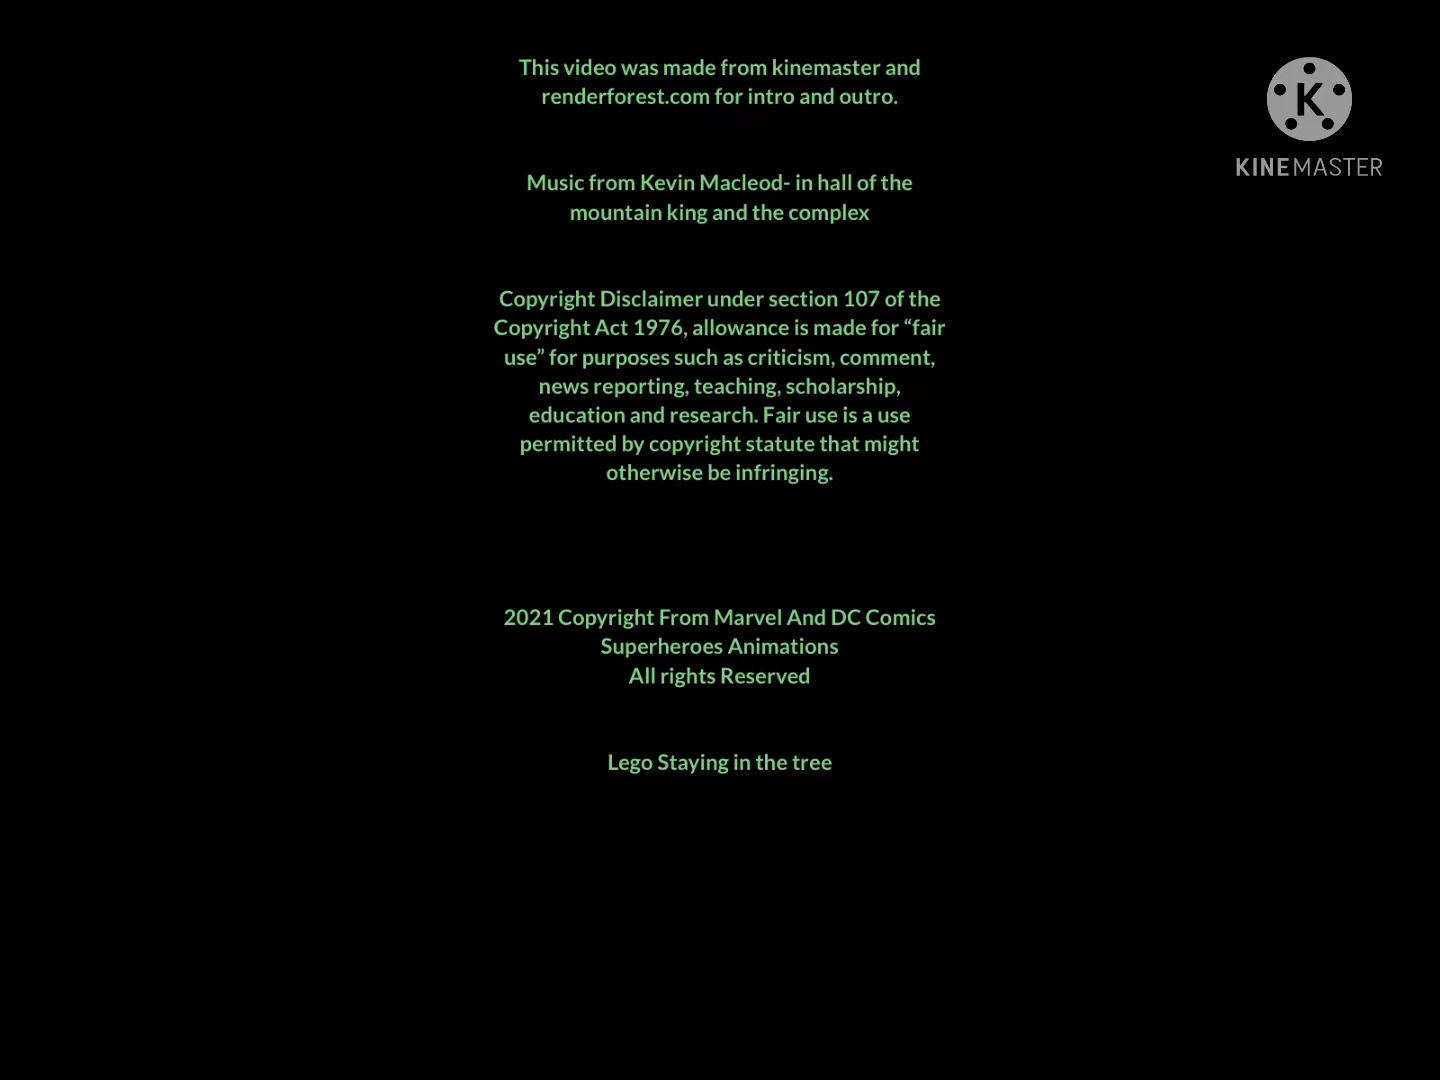 This video was made from kinemaster and
renderforest.com for intro and outro.
K
KINEMASTER
Music from Kevin Macleod- in hall of the
mountain king and the complex
Copyright Disclaimer under section 107 of the
Copyright Act 1976, allowance is made for “fair
use” for purposes such as criticism, comment,
news reporting, teaching, scholarship,
education and research. Fair use is a use
permitted by copyright statute that might
otherwise be infringing.
2021 Copyright From Marvel And DC Comics
Superheroes Animations
All rights Reserved
Lego Staying in the tree